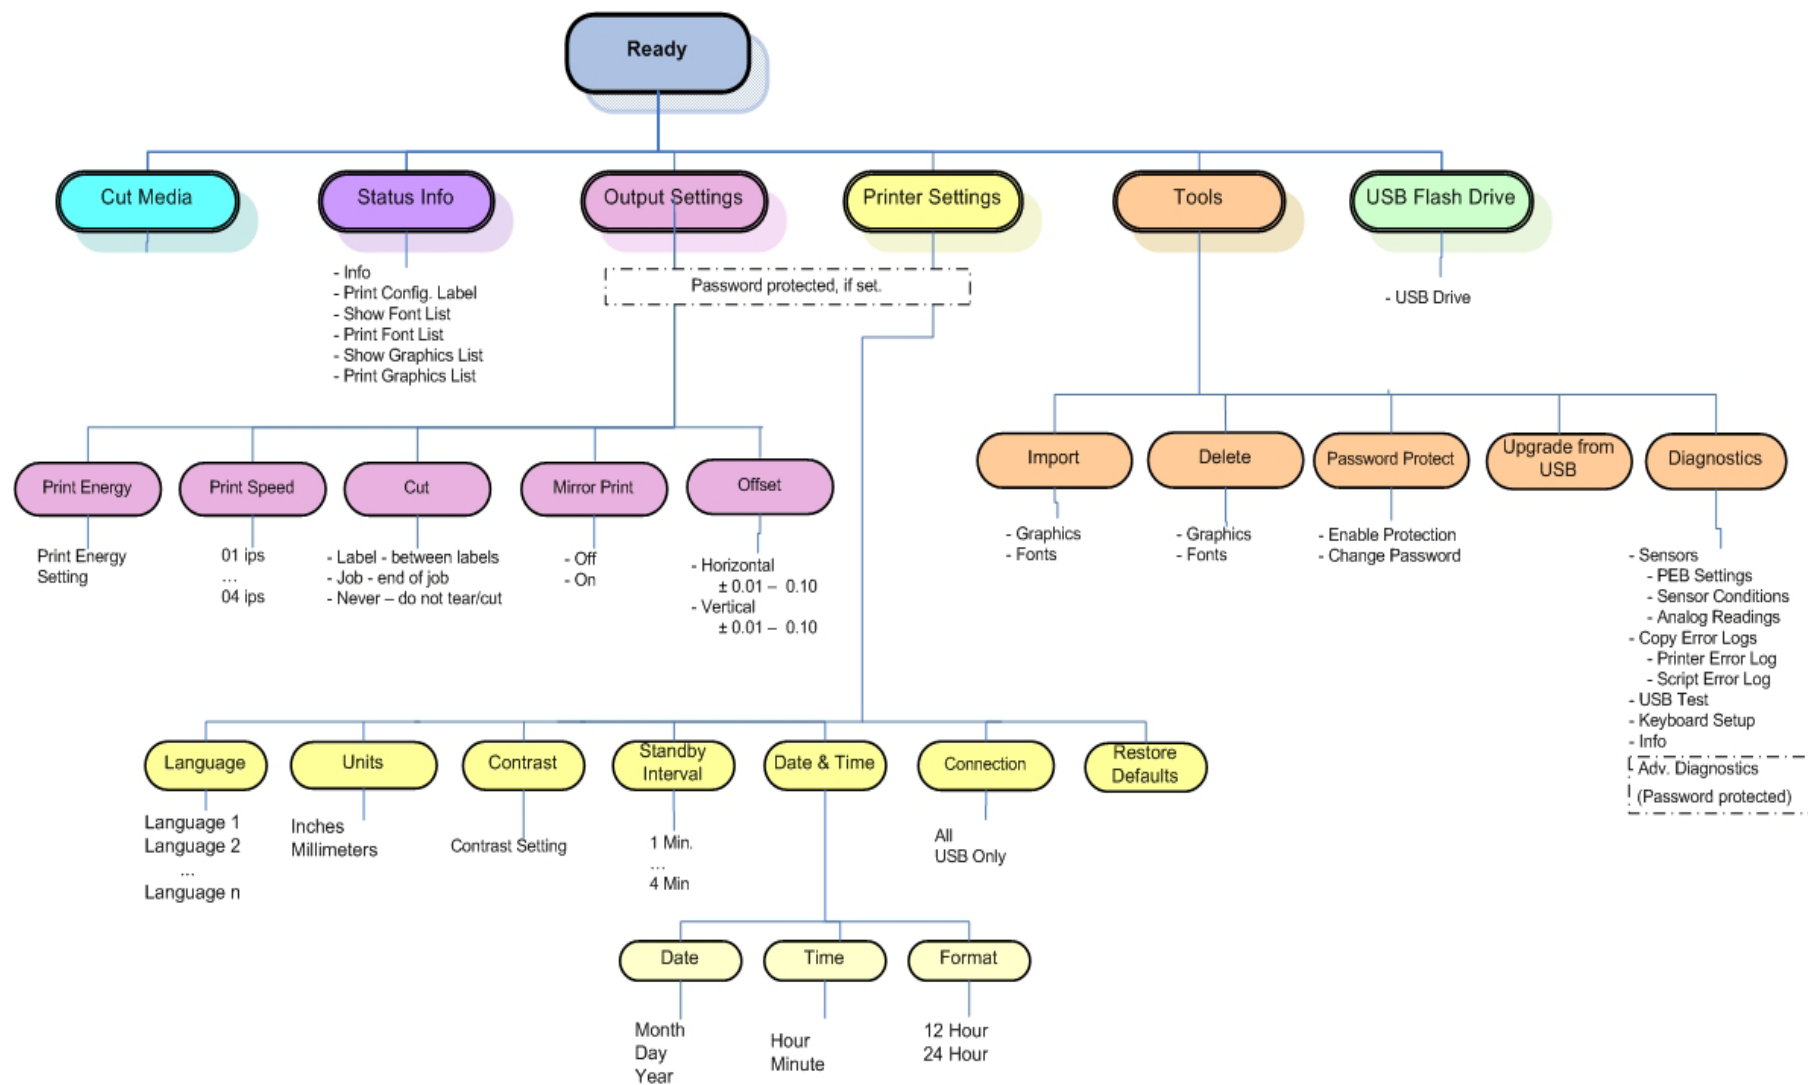 Ready
Cut Media
Status Info
Output Settings
Printer Settings
Tools
USB Flash Drive
- Info
- Print Config. Label
- Show Font List
- Print Font List
- Show Graphics List
- Print Graphics List
Password protected, if set.
- USB Drive
Print Energy
Print Speed
Cut
Mirror Print
Offset
Print Energy
Setting
01 ips
...
04 ips
- Label - between labels
- Job - end of job
- Never – do not tear/cut
- Off
- On
- Horizontal
± 0.01 – 0.10
- Vertical
± 0.01 – 0.10
Import
Delete
Password Protect
Upgrade from
USB
Diagnostics
- Graphics
- Fonts
- Graphics
- Fonts
- Enable Protection
- Change Password
- Sensors
- PEB Settings
- Sensor Conditions
- Analog Readings
- Copy Error Logs
- Printer Error Log
- Script Error Log
- USB Test
- Keyboard Setup
- Info
Adv. Diagnostics
(Password protected)
Language
Units
Contrast
Standby
Interval
Date & Time
Connection
Restore
Defaults
Language 1
Language 2
...
Language n
Inches
Millimeters
Contrast Setting
1 Min.
...
4 Min
All
USB Only
Date
Time
Format
Month
Day
Year
Hour
Minute
12 Hour
24 Hour